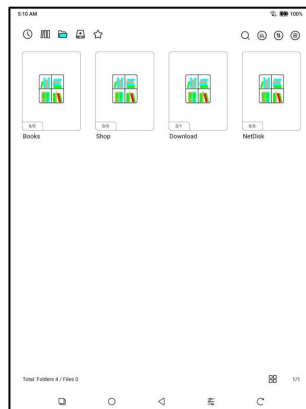 5:10 AM 100%
0/0 0/0 0/1 0/0
Books Shop Download NetDisk
Total: Folders 4 / Files 0 1/1